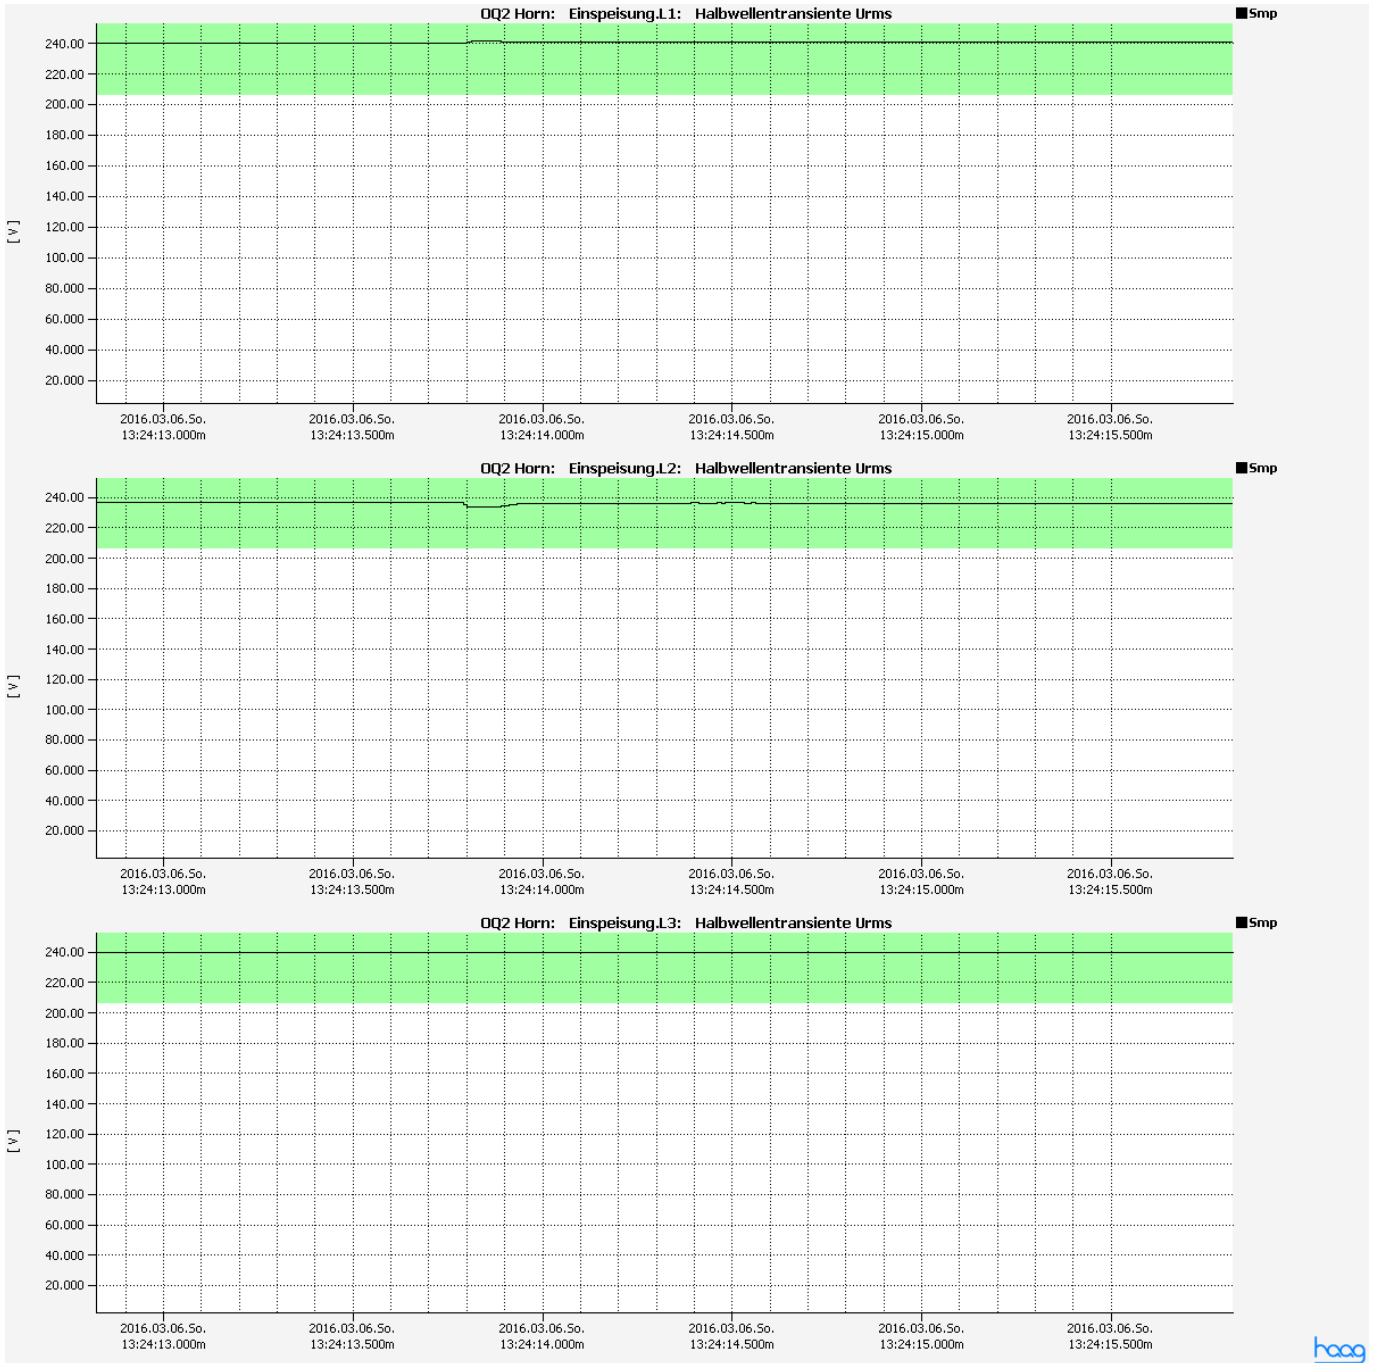 OQ2 Horn: Einspeisung.L1: Halbwellentransiente Urms
Smp
240.00
220.00
200.00
180.00
160.00
140.00
120.00
100.00
80.000
60.000
40.000
20.000
[ V ]
2016.03.06.So. 2016.03.06.So. 2016.03.06.So. 2016.03.06.So. 2016.03.06.So. 2016.03.06.So.
13:24:13.000m 13:24:13.500m 13:24:14.000m 13:24:14.500m 13:24:15.000m 13:24:15.500m
OQ2 Horn: Einspeisung.L2: Halbwellentransiente Urms
Smp
240.00
220.00
200.00
180.00
160.00
140.00
120.00
100.00
80.000
60.000
40.000
20.000
[ V ]
2016.03.06.So. 2016.03.06.So. 2016.03.06.So. 2016.03.06.So. 2016.03.06.So. 2016.03.06.So.
13:24:13.000m 13:24:13.500m 13:24:14.000m 13:24:14.500m 13:24:15.000m 13:24:15.500m
OQ2 Horn: Einspeisung.L3: Halbwellentransiente Urms
Smp
240.00
220.00
200.00
180.00
160.00
140.00
120.00
100.00
80.000
60.000
40.000
20.000
[ V ]
2016.03.06.So. 2016.03.06.So. 2016.03.06.So. 2016.03.06.So. 2016.03.06.So. 2016.03.06.So.
13:24:13.000m 13:24:13.500m 13:24:14.000m 13:24:14.500m 13:24:15.000m 13:24:15.500m
haag